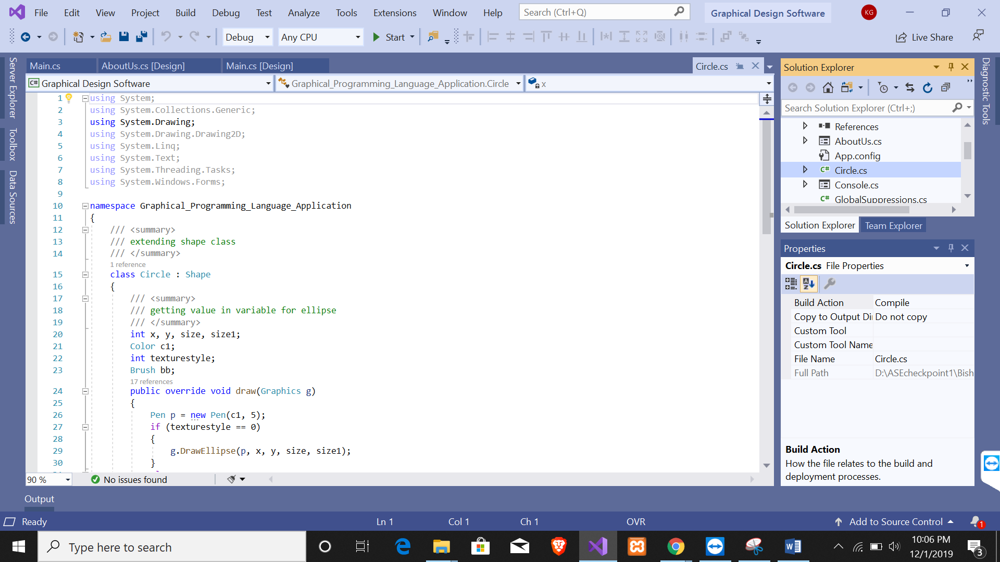 File Edit View Project Build Debug Test Analyze Tools Extensions Window Help Search (Ctrl+Q) Graphical Design Software KG
Debug Any CPU Start Live Share
Server Explorer
Toolbox
Data Sources
Main.cs AboutUs.cs [Design] Main.cs [Design] Circle.cs
Graphical Design Software Graphical_Programming_Language_Application.Circle x
1 using System;
2 using System.Collections.Generic;
3 using System.Drawing;
4 using System.Drawing.Drawing2D;
5 using System.Linq;
6 using System.Text;
7 using System.Threading.Tasks;
8 using System.Windows.Forms;
9
10 namespace Graphical_Programming_Language_Application
11 {
12 /// <summary>
13 /// extending shape class
14 /// </summary>
1 reference
15 class Circle : Shape
16 {
17 /// <summary>
18 /// getting value in variable for ellipse
19 /// </summary>
20 int x, y, size, size1;
21 Color c1;
22 int texturestyle;
23 Brush bb;
17 references
24 public override void draw(Graphics g)
25 {
26 Pen p = new Pen(c1, 5);
27 if (texturestyle == 0)
28 {
29 g.DrawEllipse(p, x, y, size, size1);
30 }
90 % No issues found
Solution Explorer
Search Solution Explorer (Ctrl+;)
References
AboutUs.cs
App.config
C# Circle.cs
Console.cs
C# GlobalSuppressions.cs
Solution Explorer Team Explorer
Properties
Circle.cs File Properties
Build Action Compile
Copy to Output Di Do not copy
Custom Tool
Custom Tool Name
File Name Circle.cs
Full Path D:\ASEcheckpoint1\Bish
Build Action
How the file relates to the build and
deployment processes.
Diagnostic Tools
Output
Ready Ln 1 Col 1 Ch 1 OVR Add to Source Control 1
Type here to search
10:06 PM
12/1/2019
3